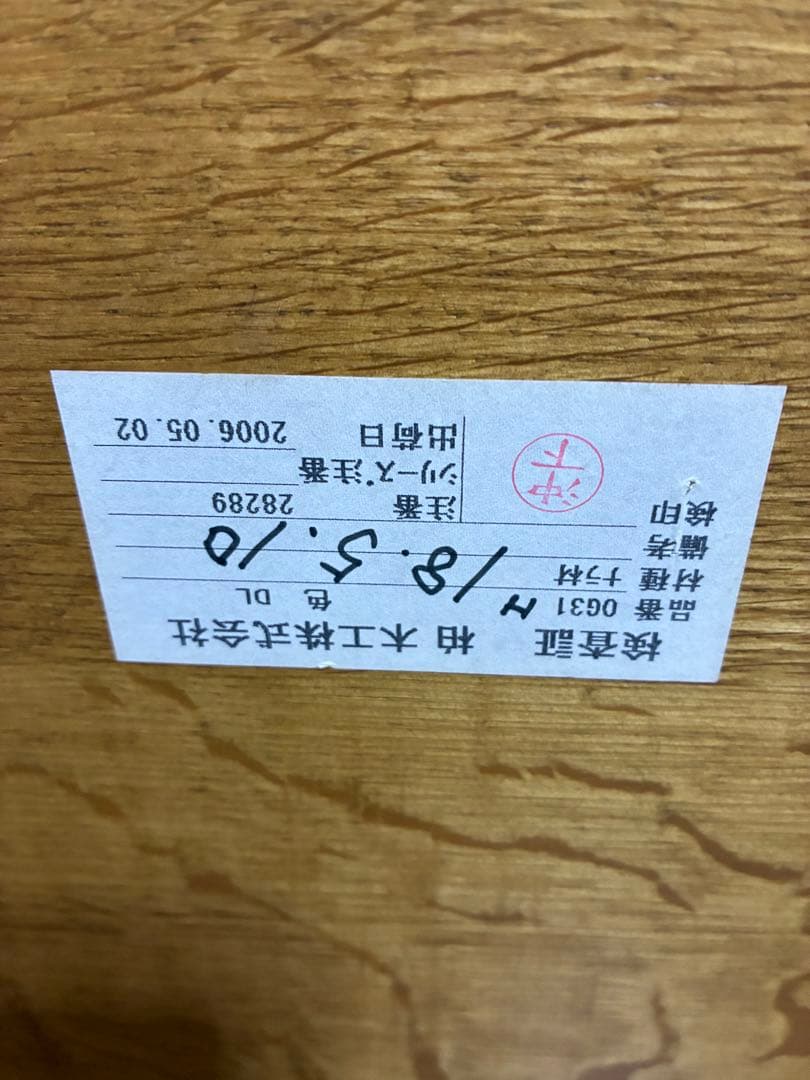 検査証 柏木工株式会社
品番 0G31 色 DL
材種 ナラ材
備考 H18.5.10
検印
沖下
注番 28289
シリーズ注番
出荷日 2006.05.02